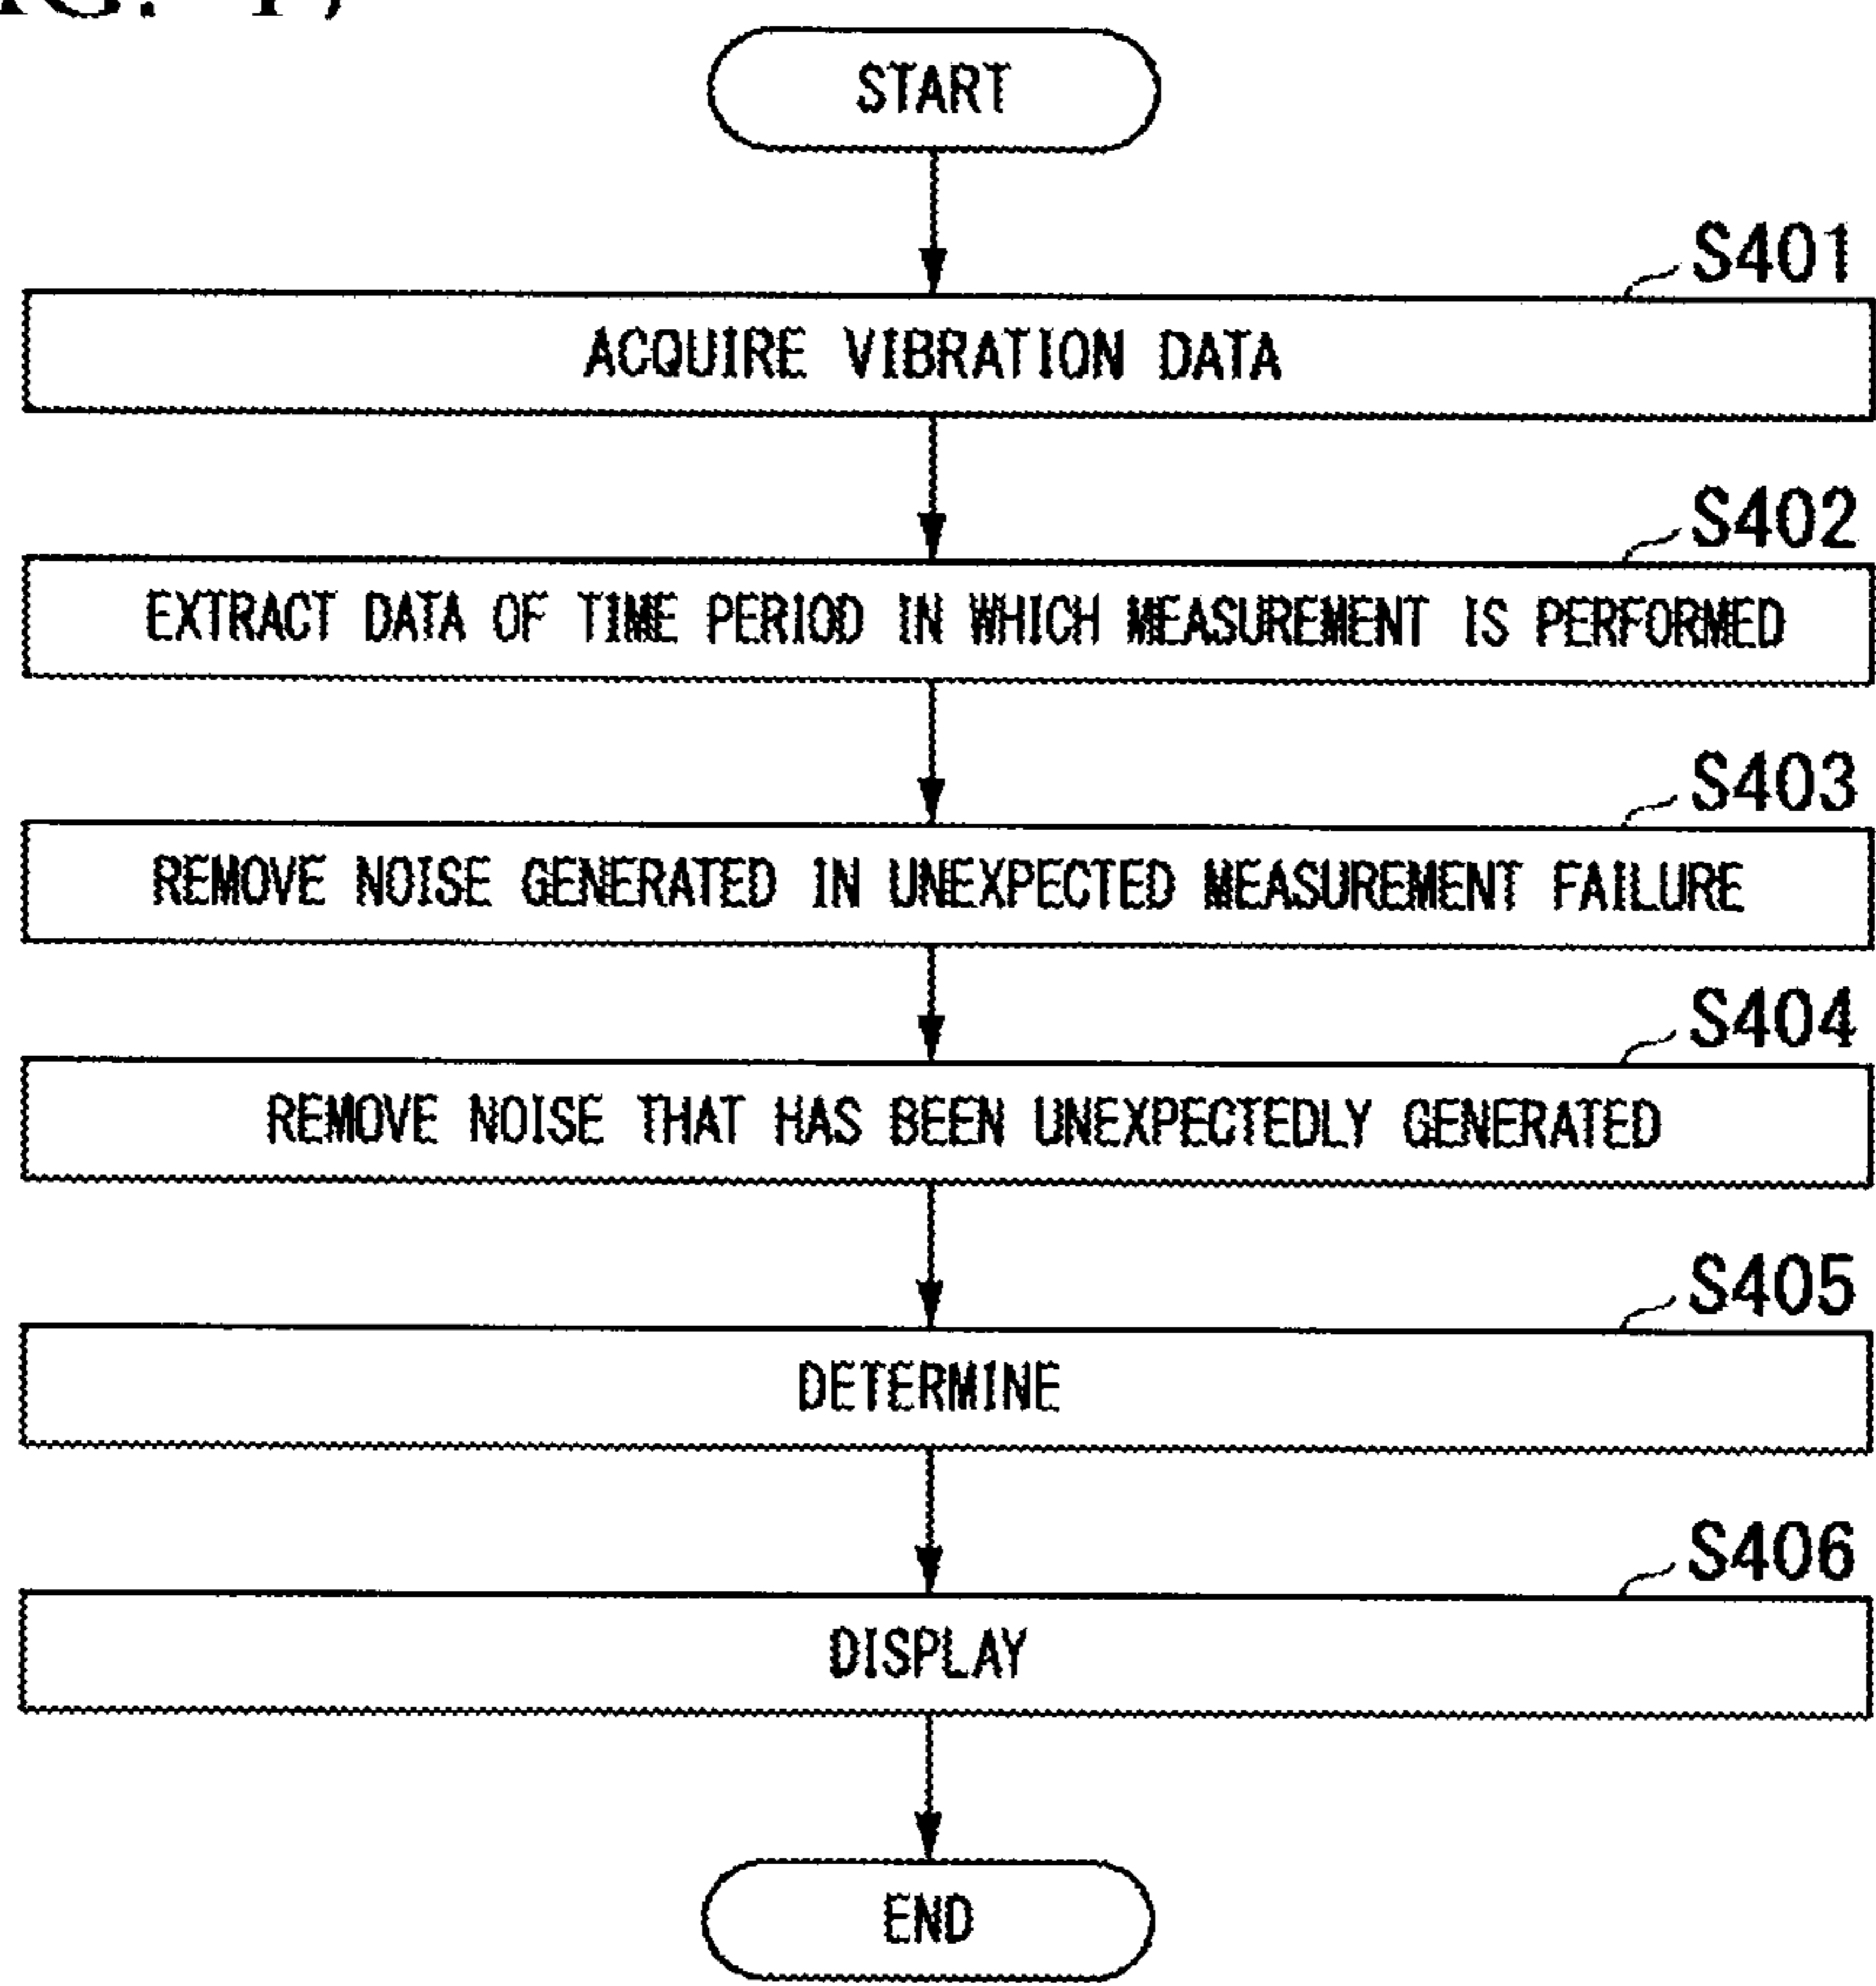 START
S401
ACQUIRE VIBRATION DATA
S402
EXTRACT DATA OF TIME PERIOD IN WHICH MEASUREMENT IS PERFORMED
S403
REMOVE NOISE GENERATED IN UNEXPECTED MEASUREMENT FAILURE
S404
REMOVE NOISE THAT HAS BEEN UNEXPECTEDLY GENERATED
S405
DETERMINE
S406
DISPLAY
END